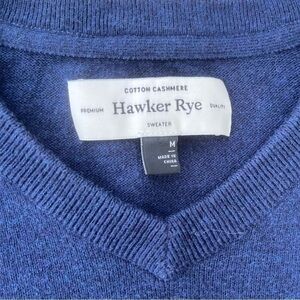 COTTON CASHMERE
PREMIUM Hawker Rye QUALITY
SWEATER
M
MADE IN
CHINA